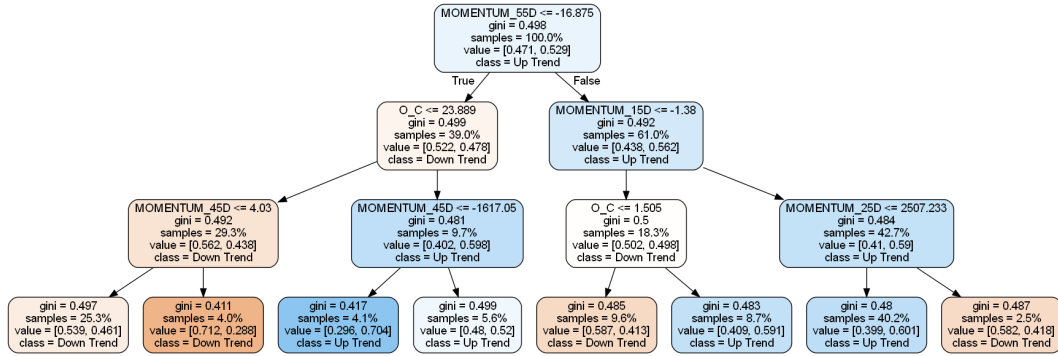 MOMENTUM_55D <= -16.875
gini = 0.498
samples = 100.0%
value = [0.471, 0.529]
class = Up Trend
True
False
O_C <= 23.889
gini = 0.499
samples = 39.0%
value = [0.522, 0.478]
class = Down Trend
MOMENTUM_15D <= -1.38
gini = 0.492
samples = 61.0%
value = [0.438, 0.562]
class = Up Trend
MOMENTUM_45D <= 4.03
gini = 0.492
samples = 29.3%
value = [0.562, 0.438]
class = Down Trend
MOMENTUM_45D <= -1617.05
gini = 0.481
samples = 9.7%
value = [0.402, 0.598]
class = Up Trend
O_C <= 1.505
gini = 0.5
samples = 18.3%
value = [0.502, 0.498]
class = Down Trend
MOMENTUM_25D <= 2507.233
gini = 0.484
samples = 42.7%
value = [0.41, 0.59]
class = Up Trend
gini = 0.497
samples = 25.3%
value = [0.539, 0.461]
class = Down Trend
gini = 0.411
samples = 4.0%
value = [0.712, 0.288]
class = Down Trend
gini = 0.417
samples = 4.1%
value = [0.296, 0.704]
class = Up Trend
gini = 0.499
samples = 5.6%
value = [0.48, 0.52]
class = Up Trend
gini = 0.485
samples = 9.6%
value = [0.587, 0.413]
class = Down Trend
gini = 0.483
samples = 8.7%
value = [0.409, 0.591]
class = Up Trend
gini = 0.48
samples = 40.2%
value = [0.399, 0.601]
class = Up Trend
gini = 0.487
samples = 2.5%
value = [0.582, 0.418]
class = Down Trend